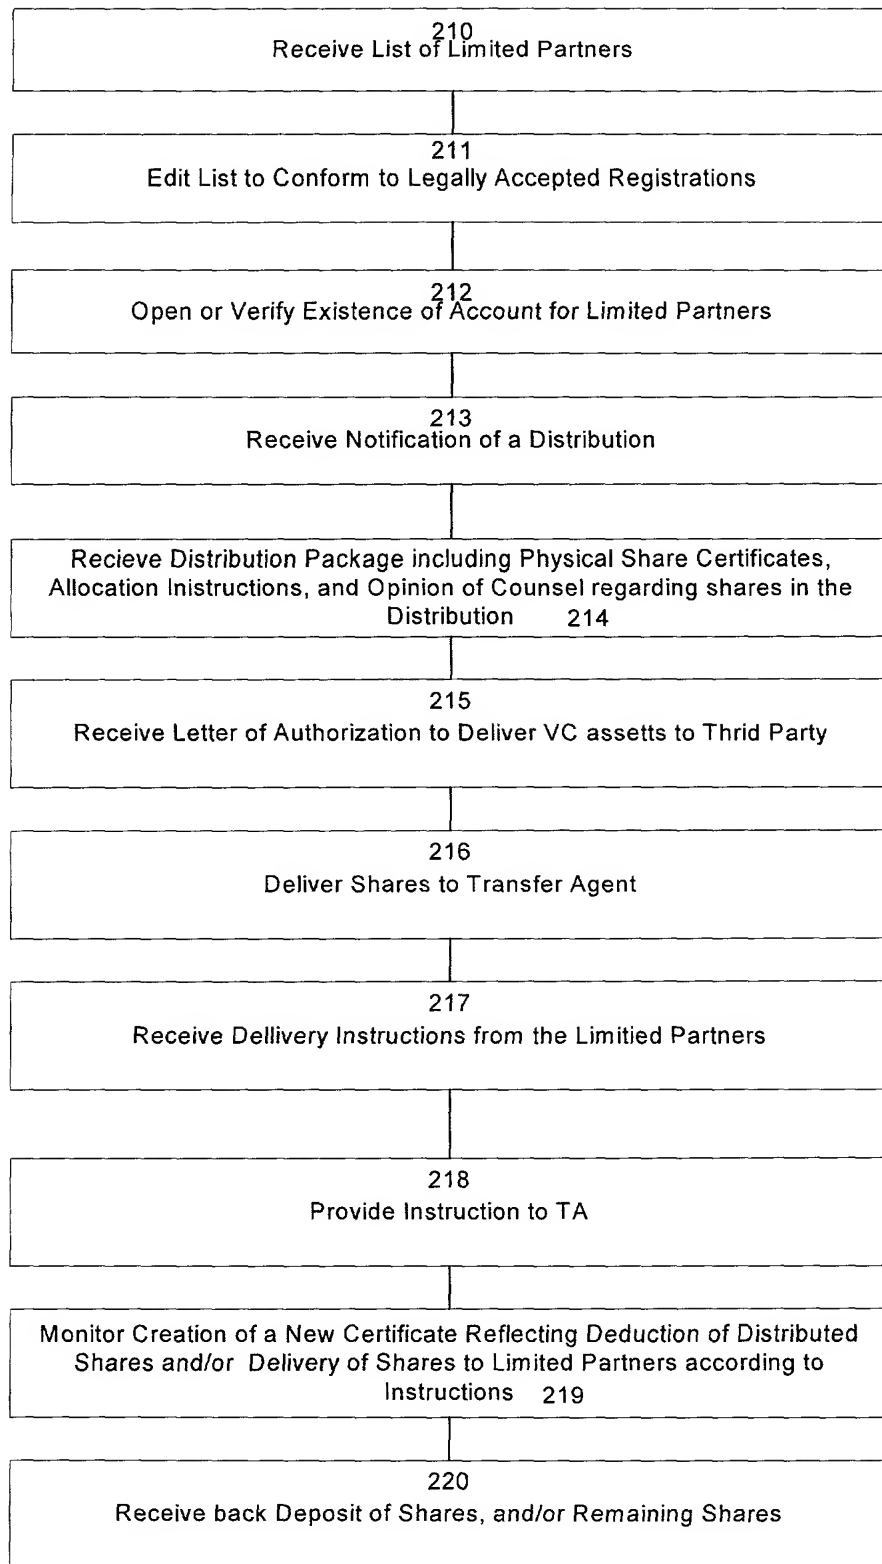 210
Receive List of Limited Partners
211
Edit List to Conform to Legally Accepted Registrations
212
Open or Verify Existence of Account for Limited Partners
213
Receive Notification of a Distribution
Recieve Distribution Package including Physical Share Certificates,
Allocation Inistructions, and Opinion of Counsel regarding shares in the
Distribution 214
215
Receive Letter of Authorization to Deliver VC assetts to Thrid Party
216
Deliver Shares to Transfer Agent
217
Receive Dellivery Instructions from the Limitied Partners
218
Provide Instruction to TA
Monitor Creation of a New Certificate Reflecting Deduction of Distributed
Shares and/or Delivery of Shares to Limited Partners according to
Instructions 219
220
Receive back Deposit of Shares, and/or Remaining Shares